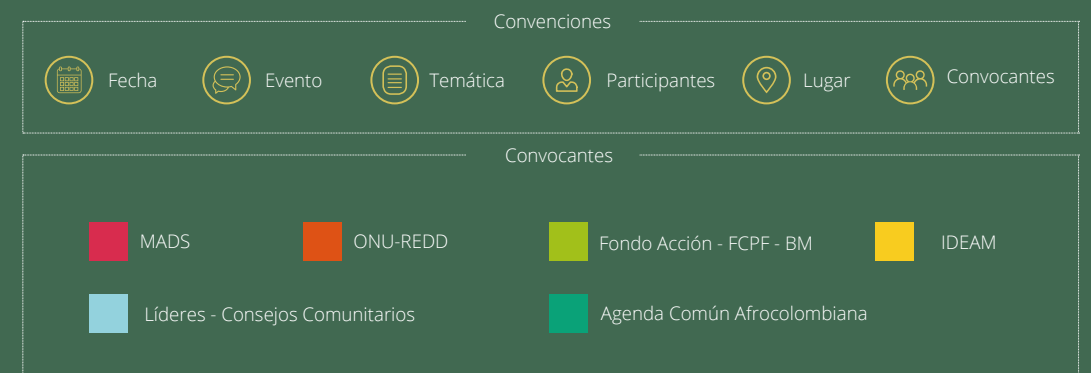 Convenciones
Fecha
Evento
Temática
Participantes
Lugar
Convocantes
Convocantes
MADS
ONU-REDD
Fondo Acción - FCPF - BM
IDEAM
Líderes - Consejos Comunitarios
Agenda Común Afrocolombiana